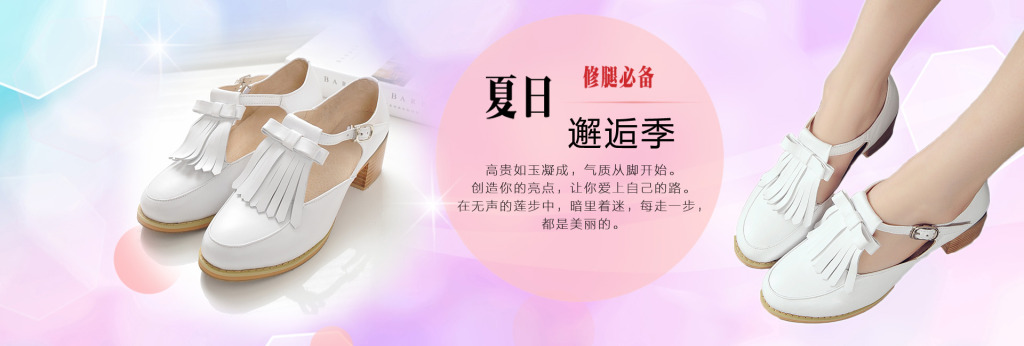 夏日
修腿必备
邂逅季
高贵如玉凝成，气质从脚开始。
创造你的亮点，让你爱上自己的路。
在无声的莲步中，暗里着迷，每走一步，
都是美丽的。